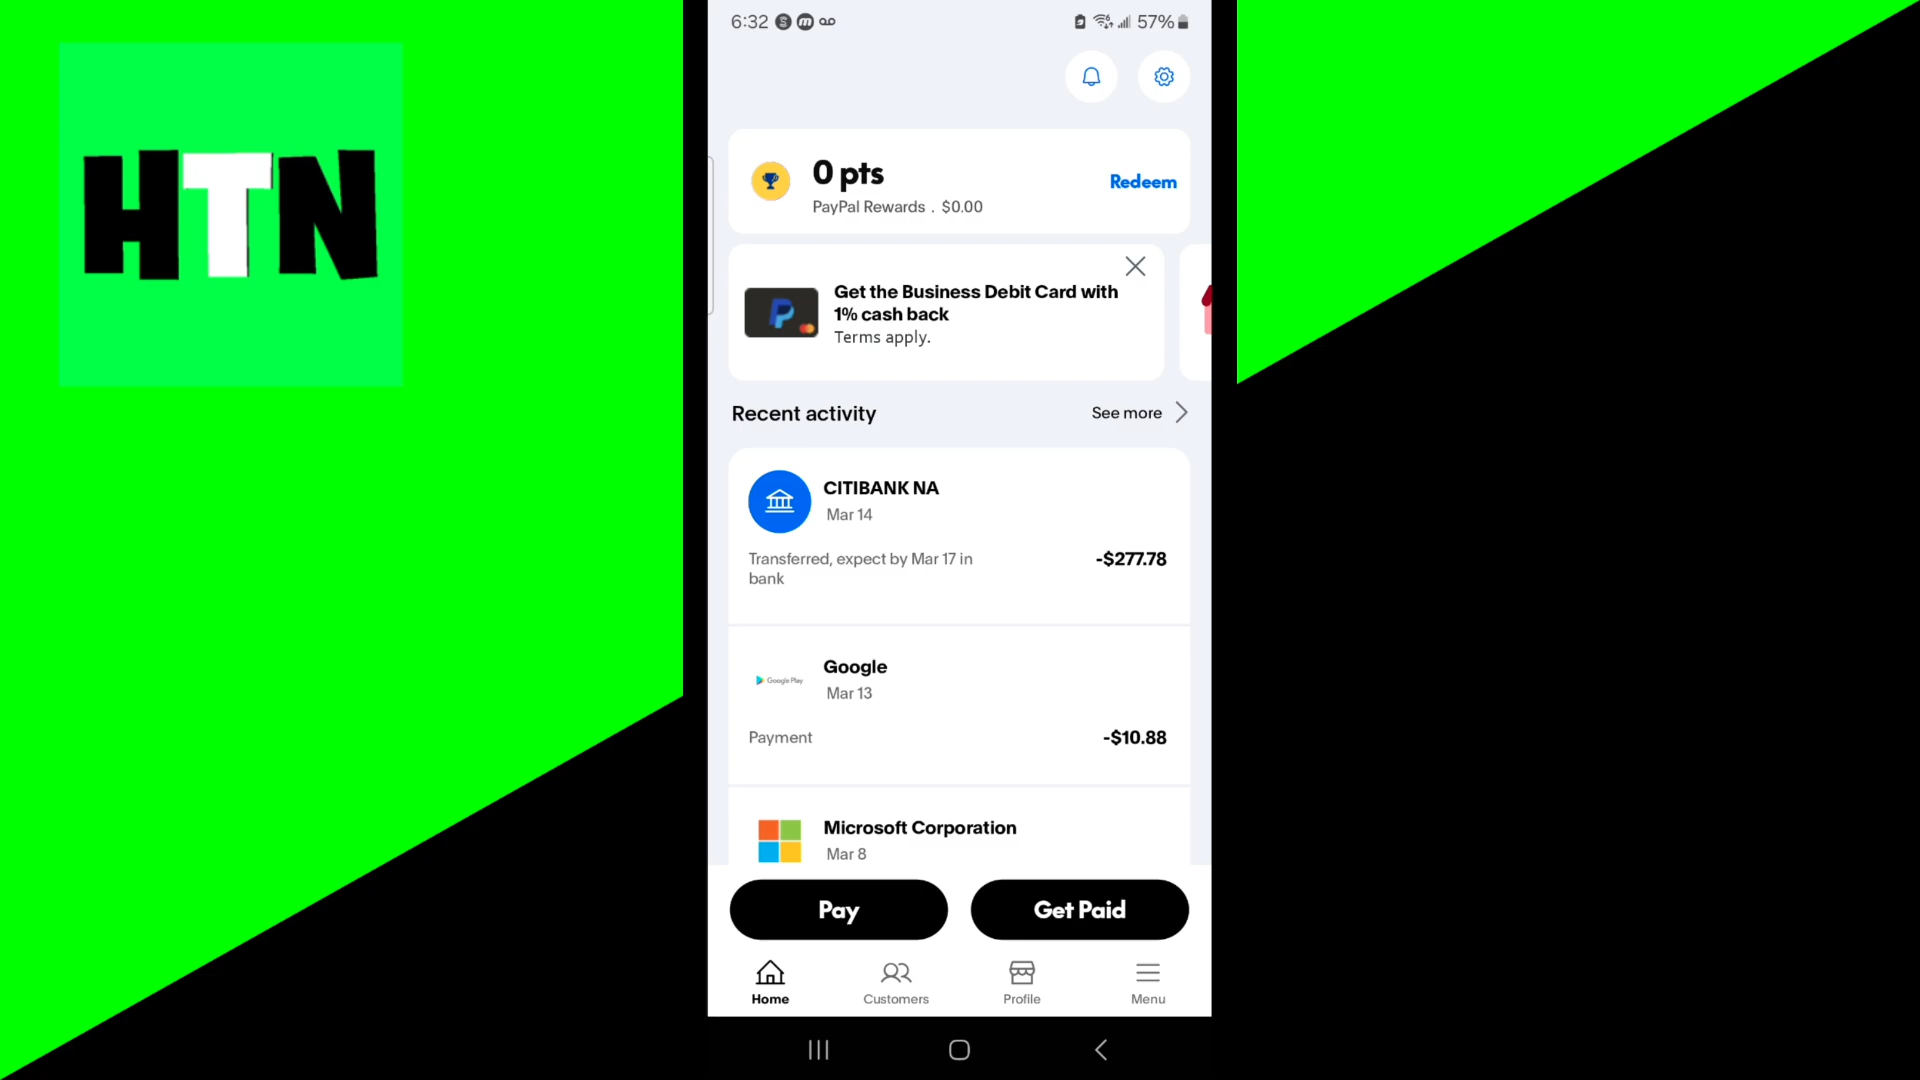 HTN
6:32
57%
0 pts
Redeem
PayPal Rewards . $0.00
Get the Business Debit Card with
1% cash back
Terms apply.
Recent activity
See more
CITIBANK NA
Mar 14
Transferred, expect by Mar 17 in
bank
-$277.78
Google Play
Google
Mar 13
Payment
-$10.88
Microsoft Corporation
Mar 8
Pay
Get Paid
Home
Customers
Profile
Menu